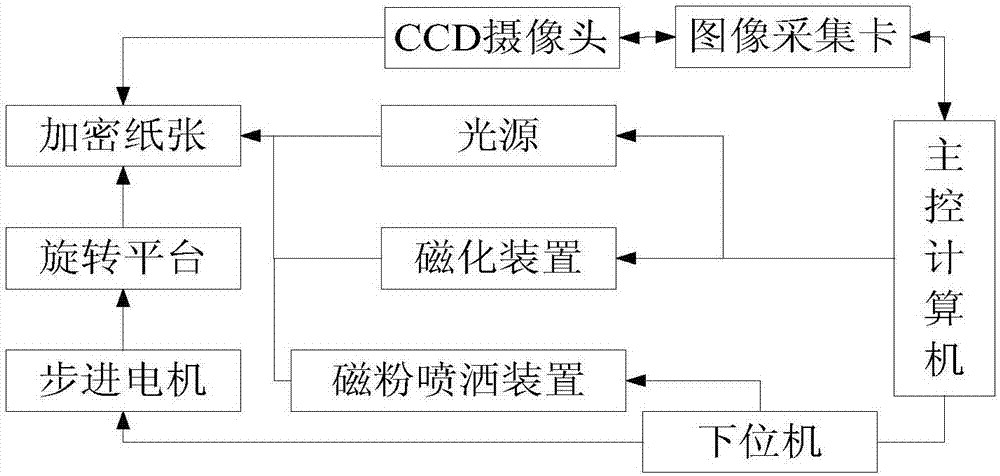 CCD摄像头
图像采集卡
加密纸张
光源
主控计算机
旋转平台
磁化装置
步进电机
磁粉喷洒装置
下位机